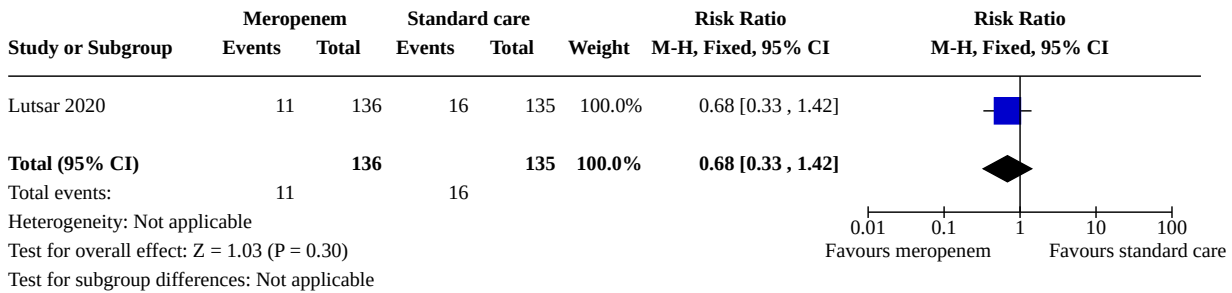 Meropenem Standard care Risk Ratio Risk Ratio
Study or Subgroup Events Total Events Total Weight M-H, Fixed, 95% CI M-H, Fixed, 95% CI
Lutsar 2020 11 136 16 135 100.0% 0.68 [0.33 , 1.42]
Total (95% CI) 136 135 100.0% 0.68 [0.33 , 1.42]
Total events: 11 16
Heterogeneity: Not applicable
0.01 0.1 1 10 100
Test for overall effect: Z = 1.03 (P = 0.30) Favours meropenem Favours standard care
Test for subgroup differences: Not applicable